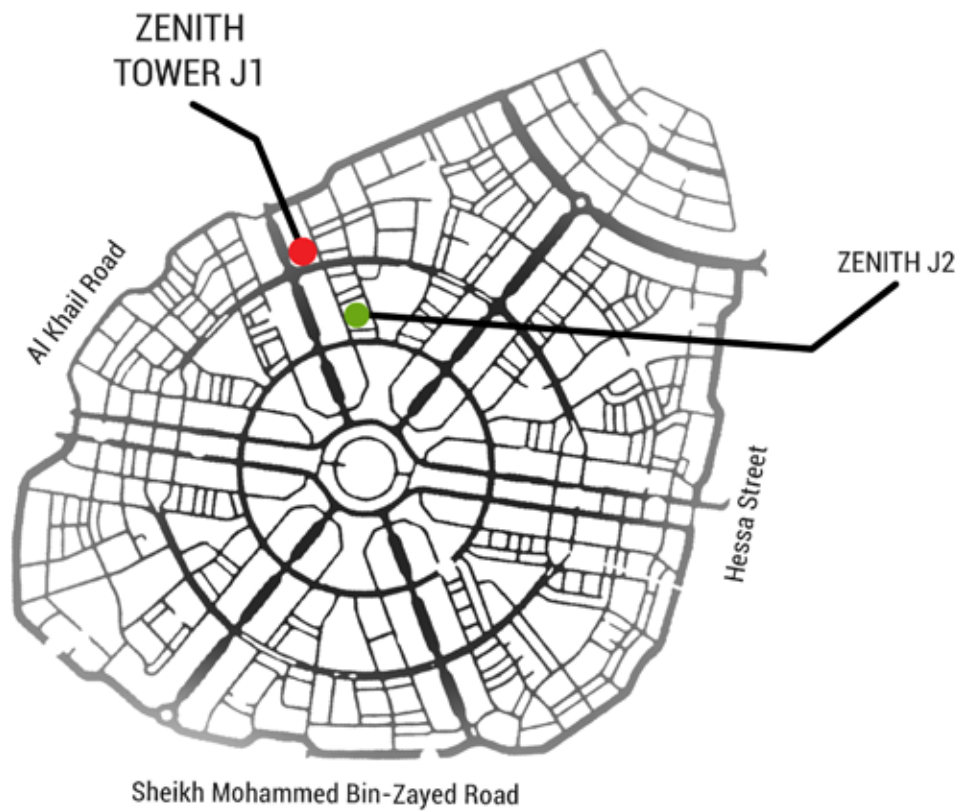 ZENITH
TOWER J1
ZENITH J2
Al Khail Road
Hessa Street
Sheikh Mohammed Bin-Zayed Road